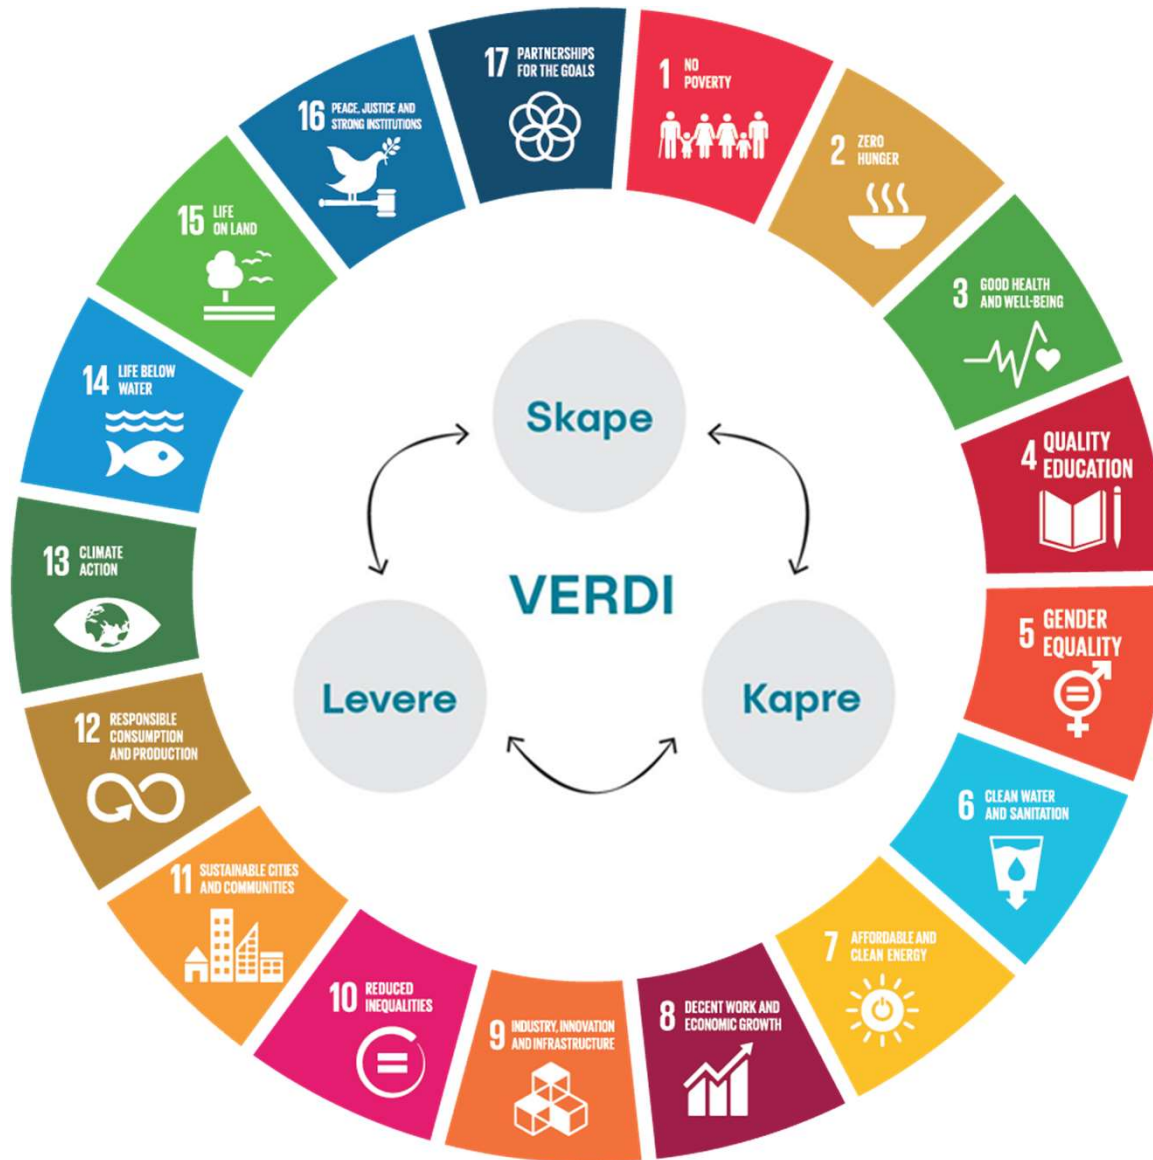 17 PARTNERSHIPS
FOR THE GOALS
1 NO
POVERTY
2 ZERO
HUNGER
3 GOOD HEALTH
AND WELL-BEING
4 QUALITY
EDUCATION
5 GENDER
EQUALITY
6 CLEAN WATER
AND SANITATION
7 AFFORDABLE AND
CLEAN ENERGY
8 DECENT WORK AND
ECONOMIC GROWTH
9 INDUSTRY, INNOVATION
AND INFRASTRUCTURE
10 REDUCED
INEQUALITIES
11 SUSTAINABLE CITIES
AND COMMUNITIES
12 RESPONSIBLE
CONSUMPTION
AND PRODUCTION
13 CLIMATE
ACTION
14 LIFE BELOW
WATER
15 LIFE
ON LAND
16 PEACE, JUSTICE AND
STRONG INSTITUTIONS
Skape
VERDI
Levere
Kapre